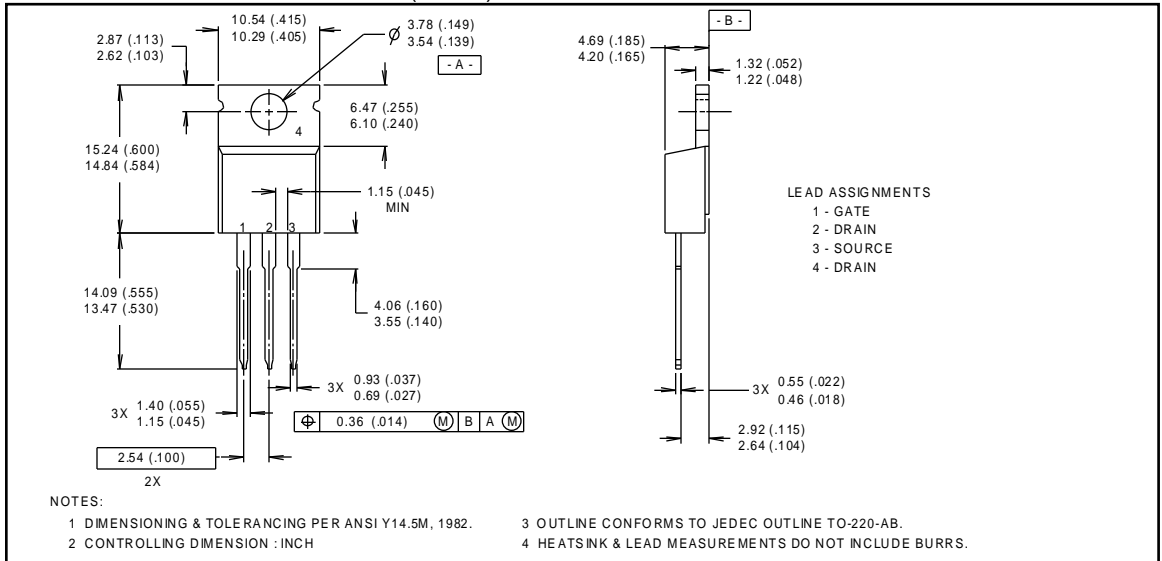 10.54 (.415)
10.29 (.405)
2.87 (.113)
2.62 (.103)
ø 3.78 (.149)
3.54 (.139)
- A -
4
6.47 (.255)
6.10 (.240)
15.24 (.600)
14.84 (.584)
1.15 (.045)
MIN
1 2 3
14.09 (.555)
13.47 (.530)
4.06 (.160)
3.55 (.140)
3X 0.93 (.037)
0.69 (.027)
3X 1.40 (.055)
1.15 (.045)
⌖ 0.36 (.014) Ⓜ B A Ⓜ
2.54 (.100)
2X
- B -
4.69 (.185)
4.20 (.165)
1.32 (.052)
1.22 (.048)
LEAD ASSIGNMENTS
1 - GATE
2 - DRAIN
3 - SOURCE
4 - DRAIN
3X 0.55 (.022)
0.46 (.018)
2.92 (.115)
2.64 (.104)
NOTES:
1 DIMENSIONING & TOLERANCING PER ANSI Y14.5M, 1982.
2 CONTROLLING DIMENSION : INCH
3 OUTLINE CONFORMS TO JEDEC OUTLINE TO-220-AB.
4 HEATSINK & LEAD MEASUREMENTS DO NOT INCLUDE BURRS.